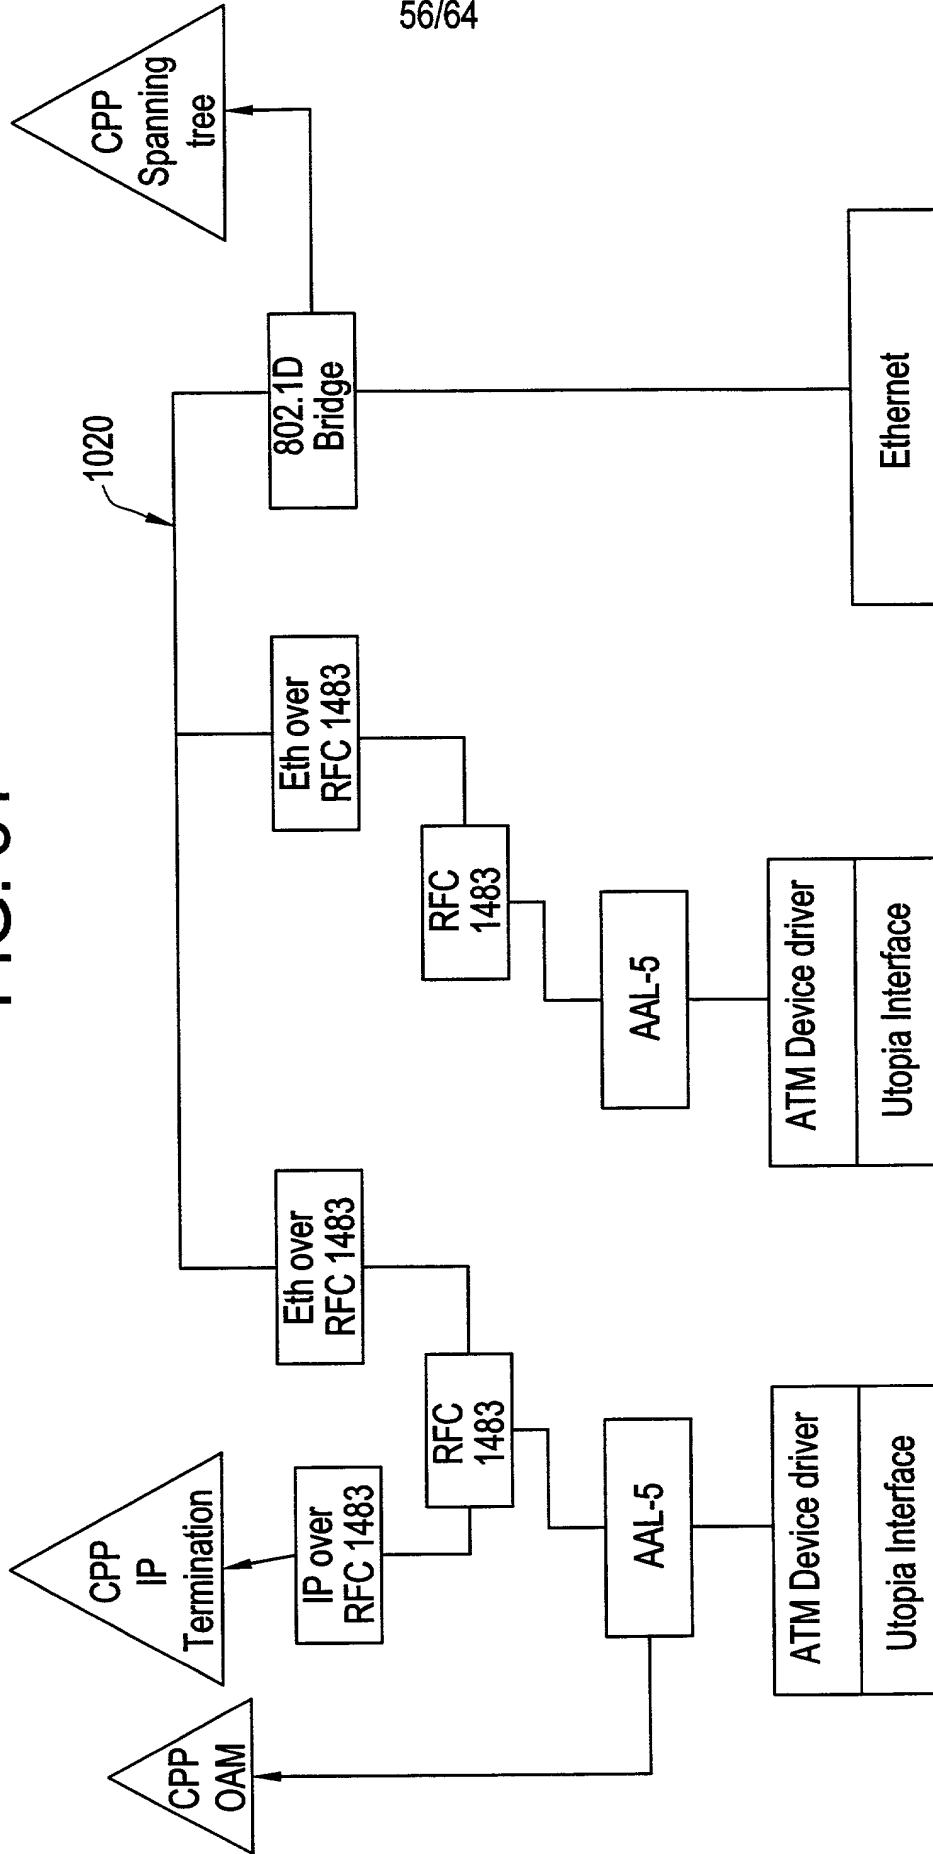 56/64
FIG.
CPP
OAM
CPP
IP
Termination
CPP
Spanning
tree
1020
IP over
RFC 1483
Eth over
RFC 1483
Eth over
RFC 1483
802.1D
Bridge
RFC
1483
RFC
1483
AAL-5
AAL-5
ATM Device driver
Utopia Interface
ATM Device driver
Utopia Interface
Ethernet